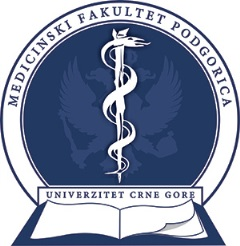 MEDICINSKI FAKULTET PODGORICA
UNIVERZITET CRNE GORE